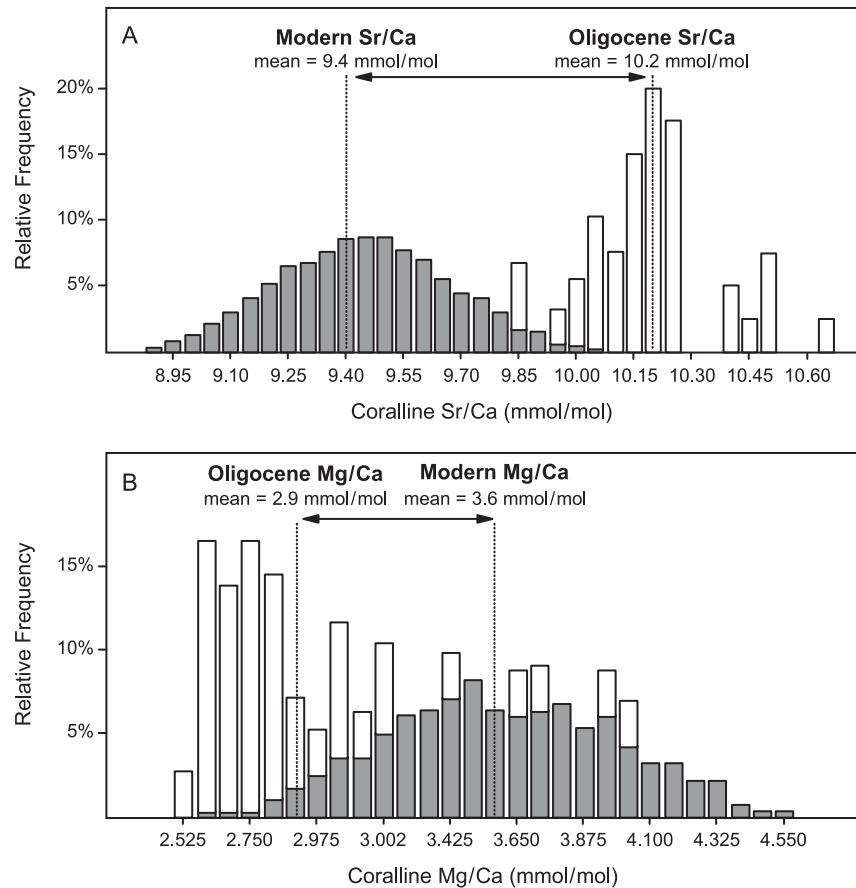 A
Modern Sr/Ca
mean = 9.4 mmol/mol
Oligocene Sr/Ca
mean = 10.2 mmol/mol
20%
15%
10%
5%
Relative Frequency
8.95 9.10 9.25 9.40 9.55 9.70 9.85 10.00 10.15 10.30 10.45 10.60
Coralline Sr/Ca (mmol/mol)
B
Oligocene Mg/Ca
mean = 2.9 mmol/mol
Modern Mg/Ca
mean = 3.6 mmol/mol
15%
10%
5%
Relative Frequency
2.525 2.750 2.975 3.002 3.425 3.650 3.875 4.100 4.325 4.550
Coralline Mg/Ca (mmol/mol)